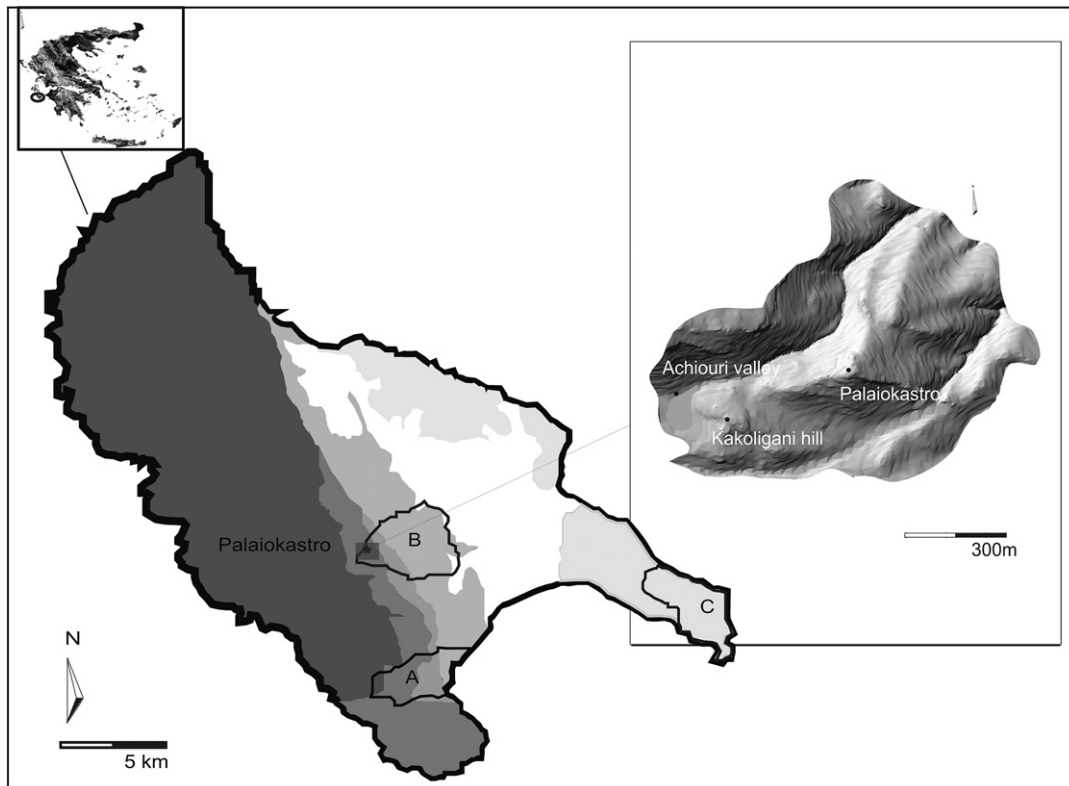 Achiouri valley
Palaiokastro
Kakoligani hill
300m
Palaiokastro
B
C
A
N
5 km